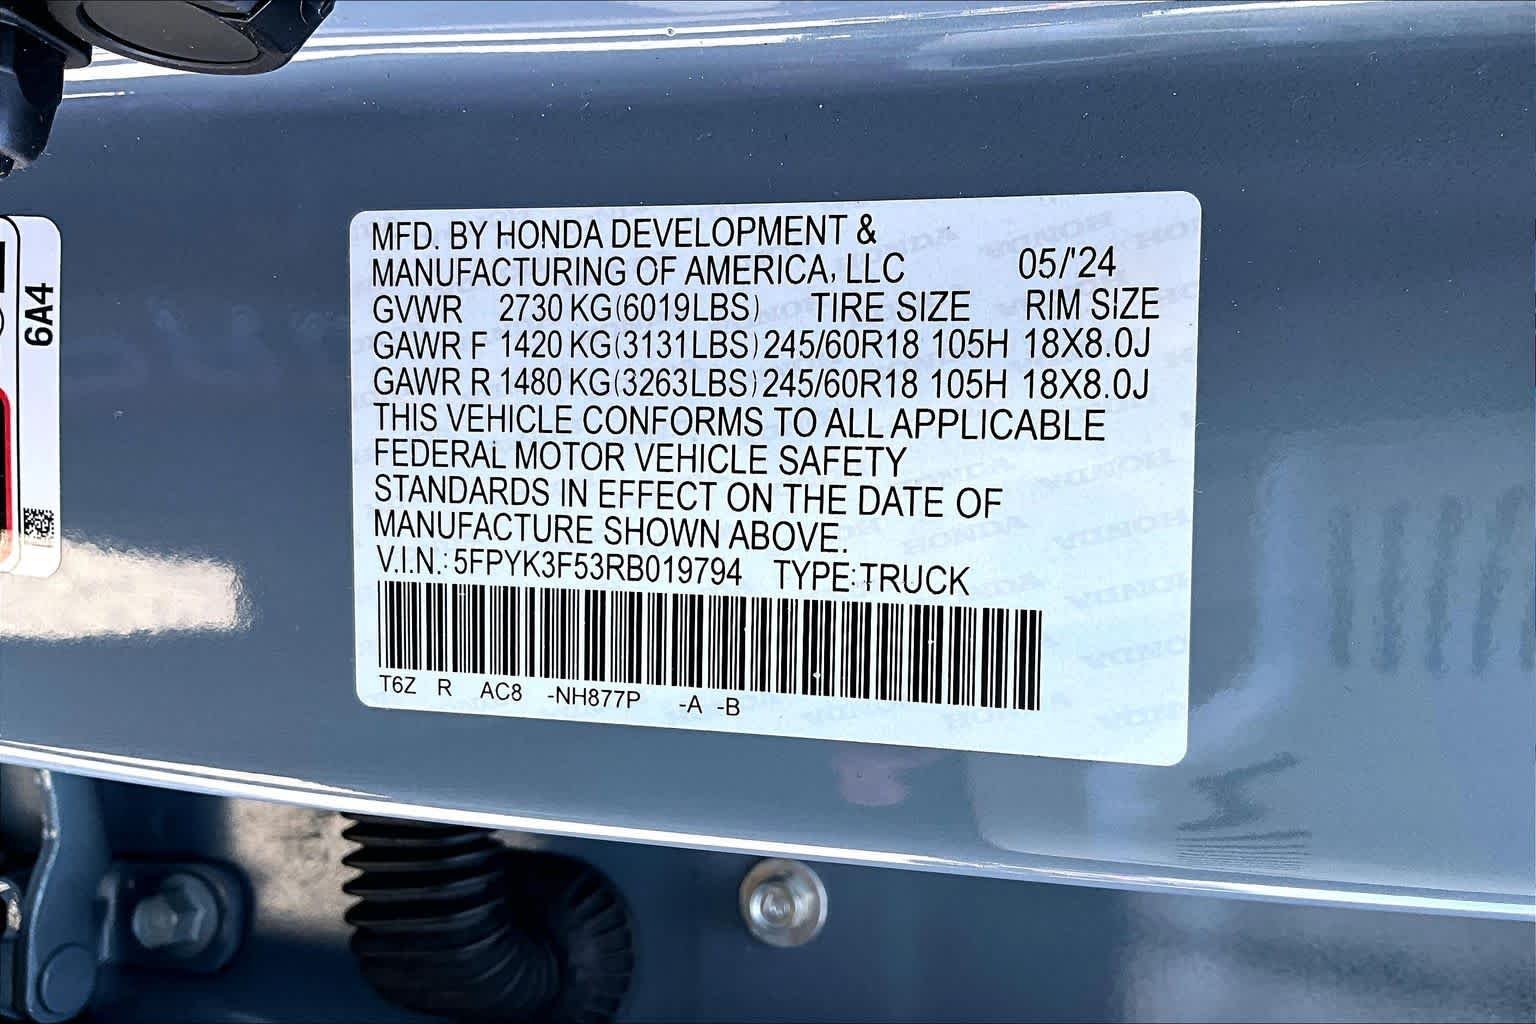 MFD. BY HONDA DEVELOPMENT &
MANUFACTURING OF AMERICA, LLC 05/'24
GVWR 2730 KG(6019LBS) TIRE SIZE RIM SIZE
GAWR F 1420 KG(3131LBS) 245/60R18 105H 18X8.0J
GAWR R 1480 KG(3263LBS) 245/60R18 105H 18X8.0J
THIS VEHICLE CONFORMS TO ALL APPLICABLE
FEDERAL MOTOR VEHICLE SAFETY
STANDARDS IN EFFECT ON THE DATE OF
MANUFACTURE SHOWN ABOVE.
V.I.N.: 5FPYK3F53RB019794 TYPE:TRUCK
T6Z R AC8 -NH877P -A -B
6A4